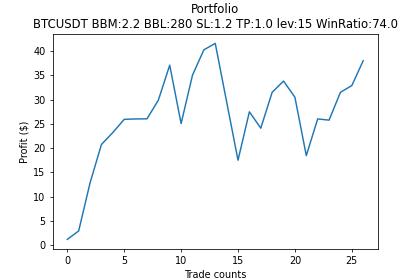 Portfolio
BTCUSDT BBM:2.2 BBL:280 SL:1.2 TP:1.0 lev:15 WinRatio:74.0
40
35
30
25
20
15
10
5
0
Profit ($)
0 5 10 15 20 25
Trade counts